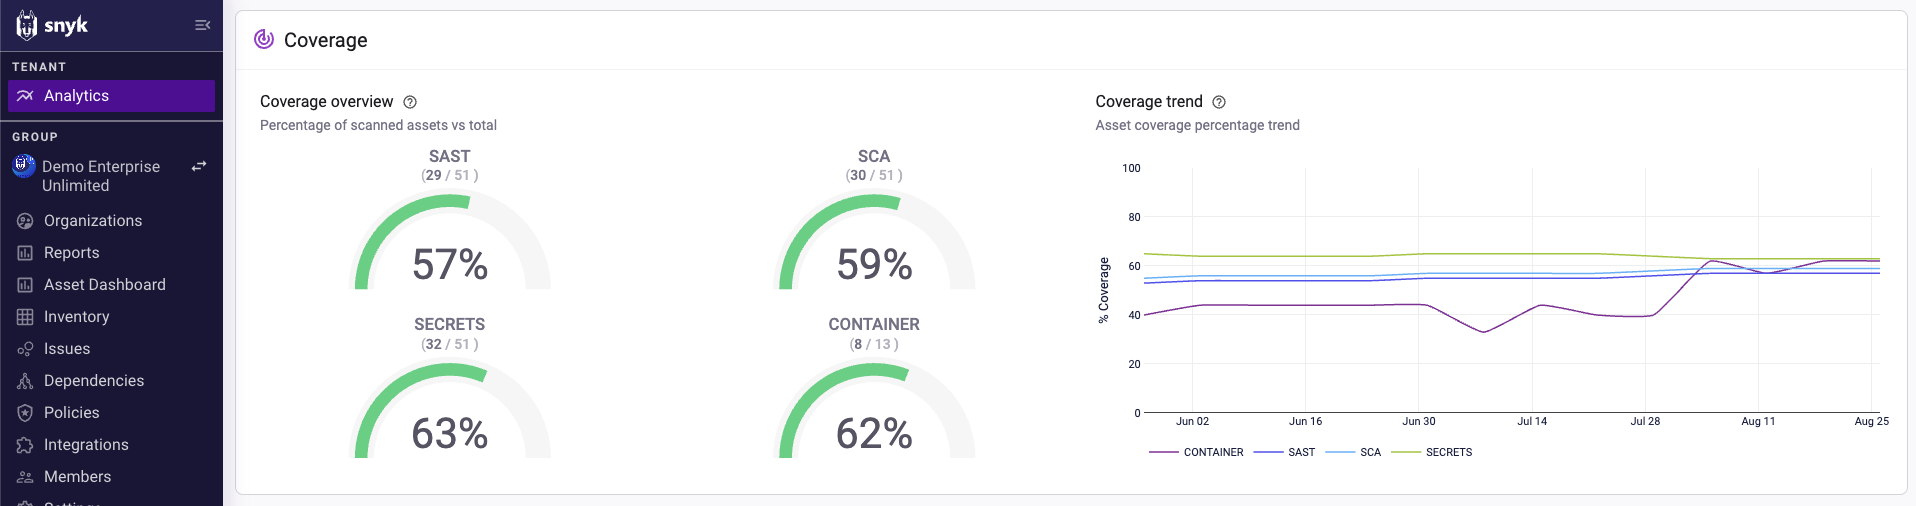 snyk
TENANT
Analytics
GROUP
Demo Enterprise
Unlimited
Organizations
Reports
Asset Dashboard
Inventory
Issues
Dependencies
Policies
Integrations
Members
Settings
Coverage
Coverage overview ?
Percentage of scanned assets vs total
SAST
(29 / 51 )
57%
SCA
(30 / 51 )
59%
SECRETS
(32 / 51 )
63%
CONTAINER
(8 / 13 )
62%
Coverage trend ?
Asset coverage percentage trend
% Coverage
100
80
60
40
20
0
Jun 02 Jun 16 Jun 30 Jul 14 Jul 28 Aug 11 Aug 25
CONTAINER SAST SCA SECRETS